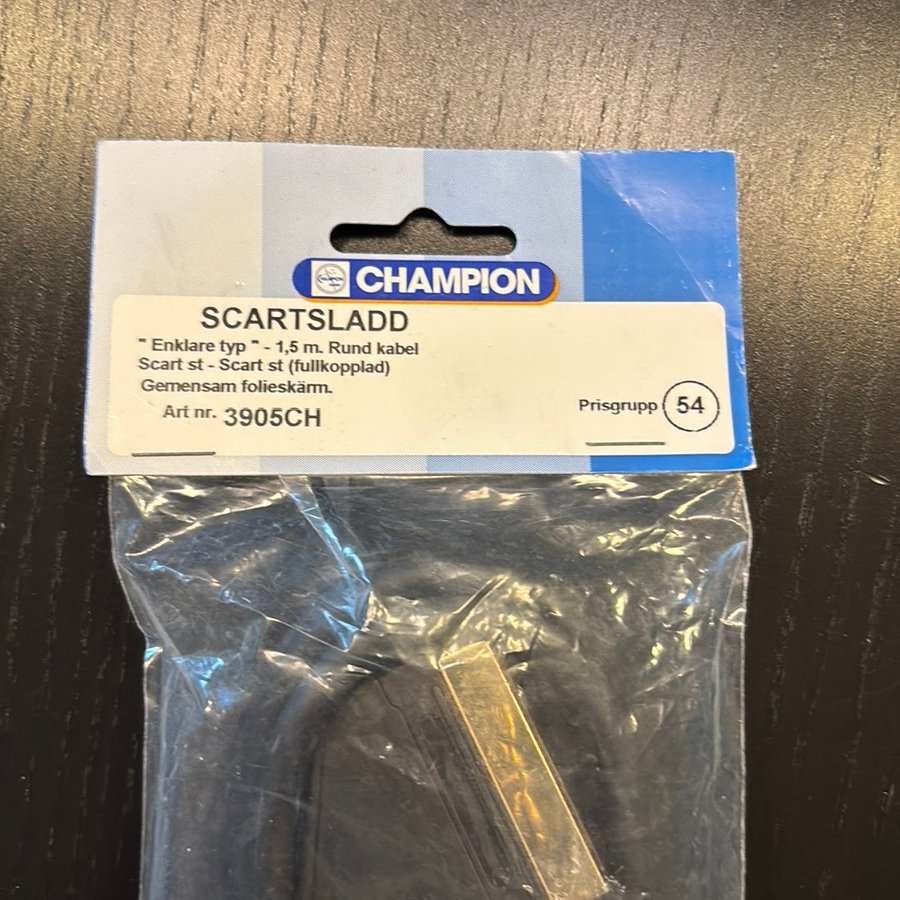 CHAMPION
CHAMPION
SCARTSLADD
" Enklare typ " - 1,5 m. Rund kabel
Scart st - Scart st (fullkopplad)
Gemensam folieskärm.
Art nr. 3905CH
Prisgrupp 54